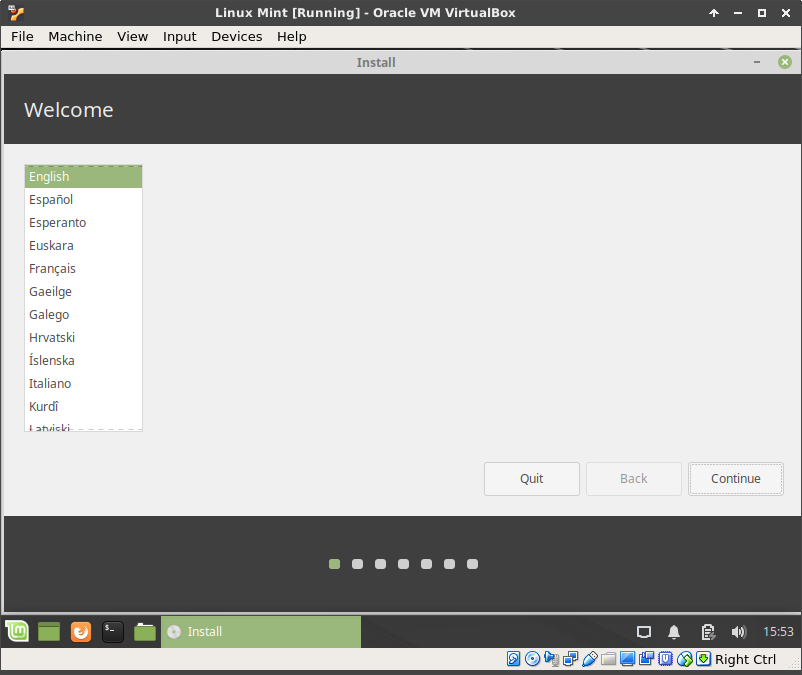 Linux Mint [Running] - Oracle VM VirtualBox
File Machine View Input Devices Help
Install
Welcome
English
Español
Esperanto
Euskara
Français
Gaeilge
Galego
Hrvatski
Íslenska
Italiano
Kurdî
Latviski
Quit Back Continue
Install 15:53
Right Ctrl